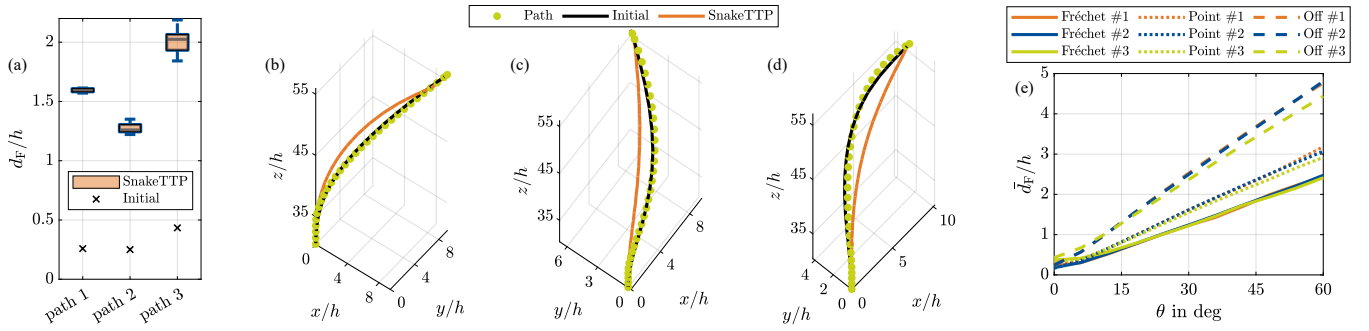 (a)
2
1.5
1
0.5
0
d_F/h
SnakeTTP
Initial
path 1
path 2
path 3
Path
Initial
SnakeTTP
(b)
55
45
35
z/h
0
4
8
x/h
0
4
8
y/h
(c)
55
45
35
z/h
6
3
0
y/h
0
4
8
x/h
(d)
55
45
35
z/h
4
2
0
y/h
0
5
10
x/h
Fréchet #1 Point #1 Off #1
Fréchet #2 Point #2 Off #2
Fréchet #3 Point #3 Off #3
(e)
5
4
3
2
1
0
d̄_F/h
0 15 30 45 60
θ in deg